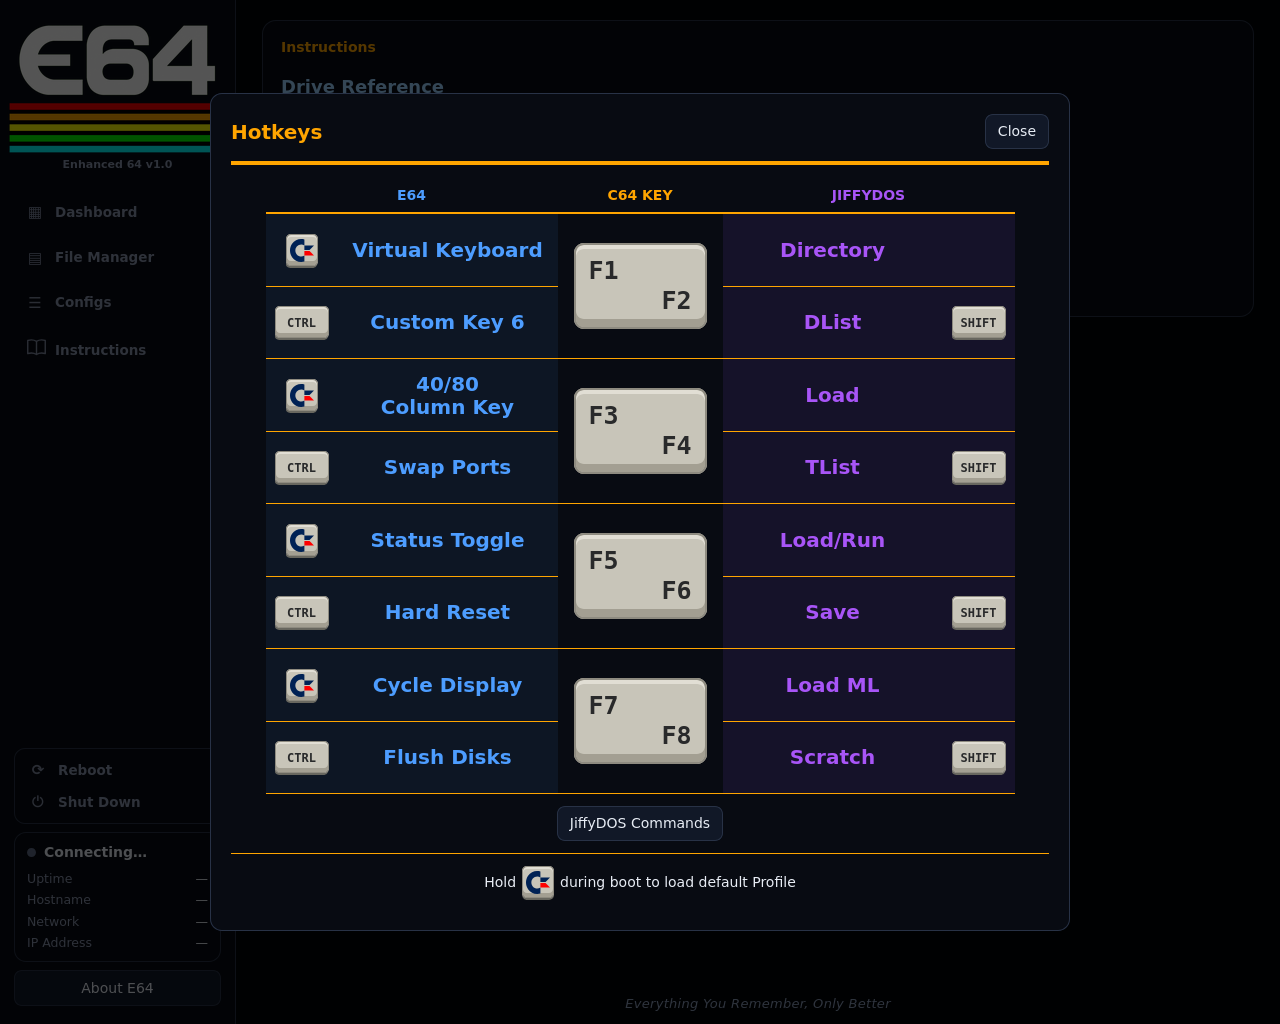 E64
Enhanced 64 v1.0
Dashboard
File Manager
Configs
Instructions
Reboot
Shut Down
Connecting…
Uptime —
Hostname —
Network —
IP Address —
About E64
Instructions
Drive Reference
Hotkeys
Close
E64 C64 KEY JIFFYDOS
Virtual Keyboard F1 Directory
CTRL Custom Key 6 F2 DList SHIFT
40/80
Column Key F3 Load
CTRL Swap Ports F4 TList SHIFT
Status Toggle F5 Load/Run
CTRL Hard Reset F6 Save SHIFT
Cycle Display F7 Load ML
CTRL Flush Disks F8 Scratch SHIFT
JiffyDOS Commands
Hold during boot to load default Profile
Everything You Remember, Only Better